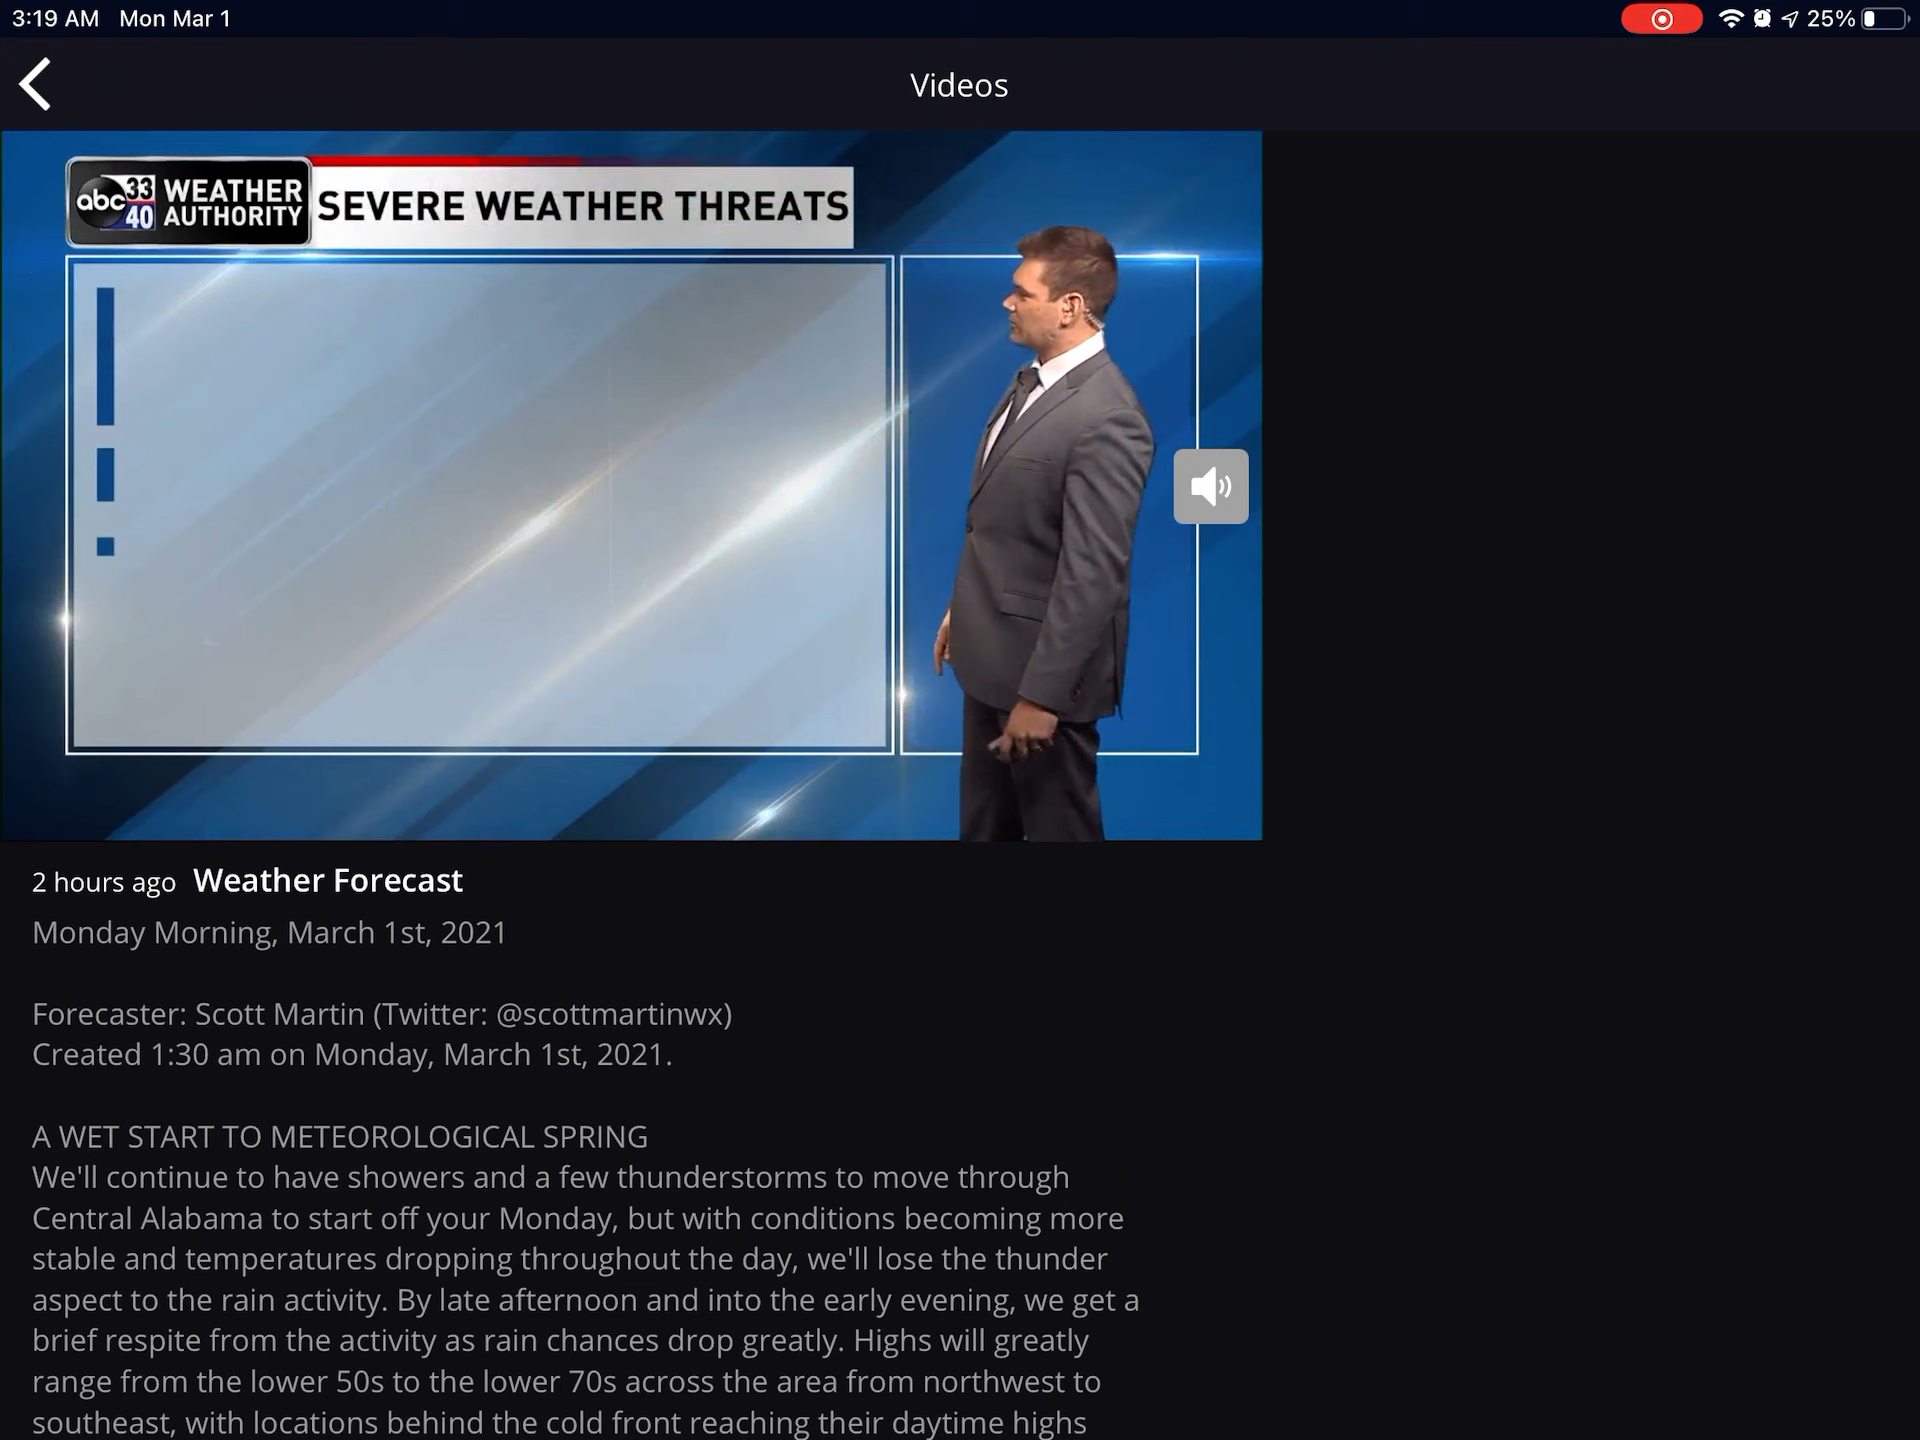 3:19 AM Mon Mar 1
25%
Videos
abc 33 40 WEATHER AUTHORITY
SEVERE WEATHER THREATS
2 hours ago Weather Forecast
Monday Morning, March 1st, 2021
Forecaster: Scott Martin (Twitter: @scottmartinwx)
Created 1:30 am on Monday, March 1st, 2021.
A WET START TO METEOROLOGICAL SPRING
We'll continue to have showers and a few thunderstorms to move through
Central Alabama to start off your Monday, but with conditions becoming more
stable and temperatures dropping throughout the day, we'll lose the thunder
aspect to the rain activity. By late afternoon and into the early evening, we get a
brief respite from the activity as rain chances drop greatly. Highs will greatly
range from the lower 50s to the lower 70s across the area from northwest to
southeast, with locations behind the cold front reaching their daytime highs